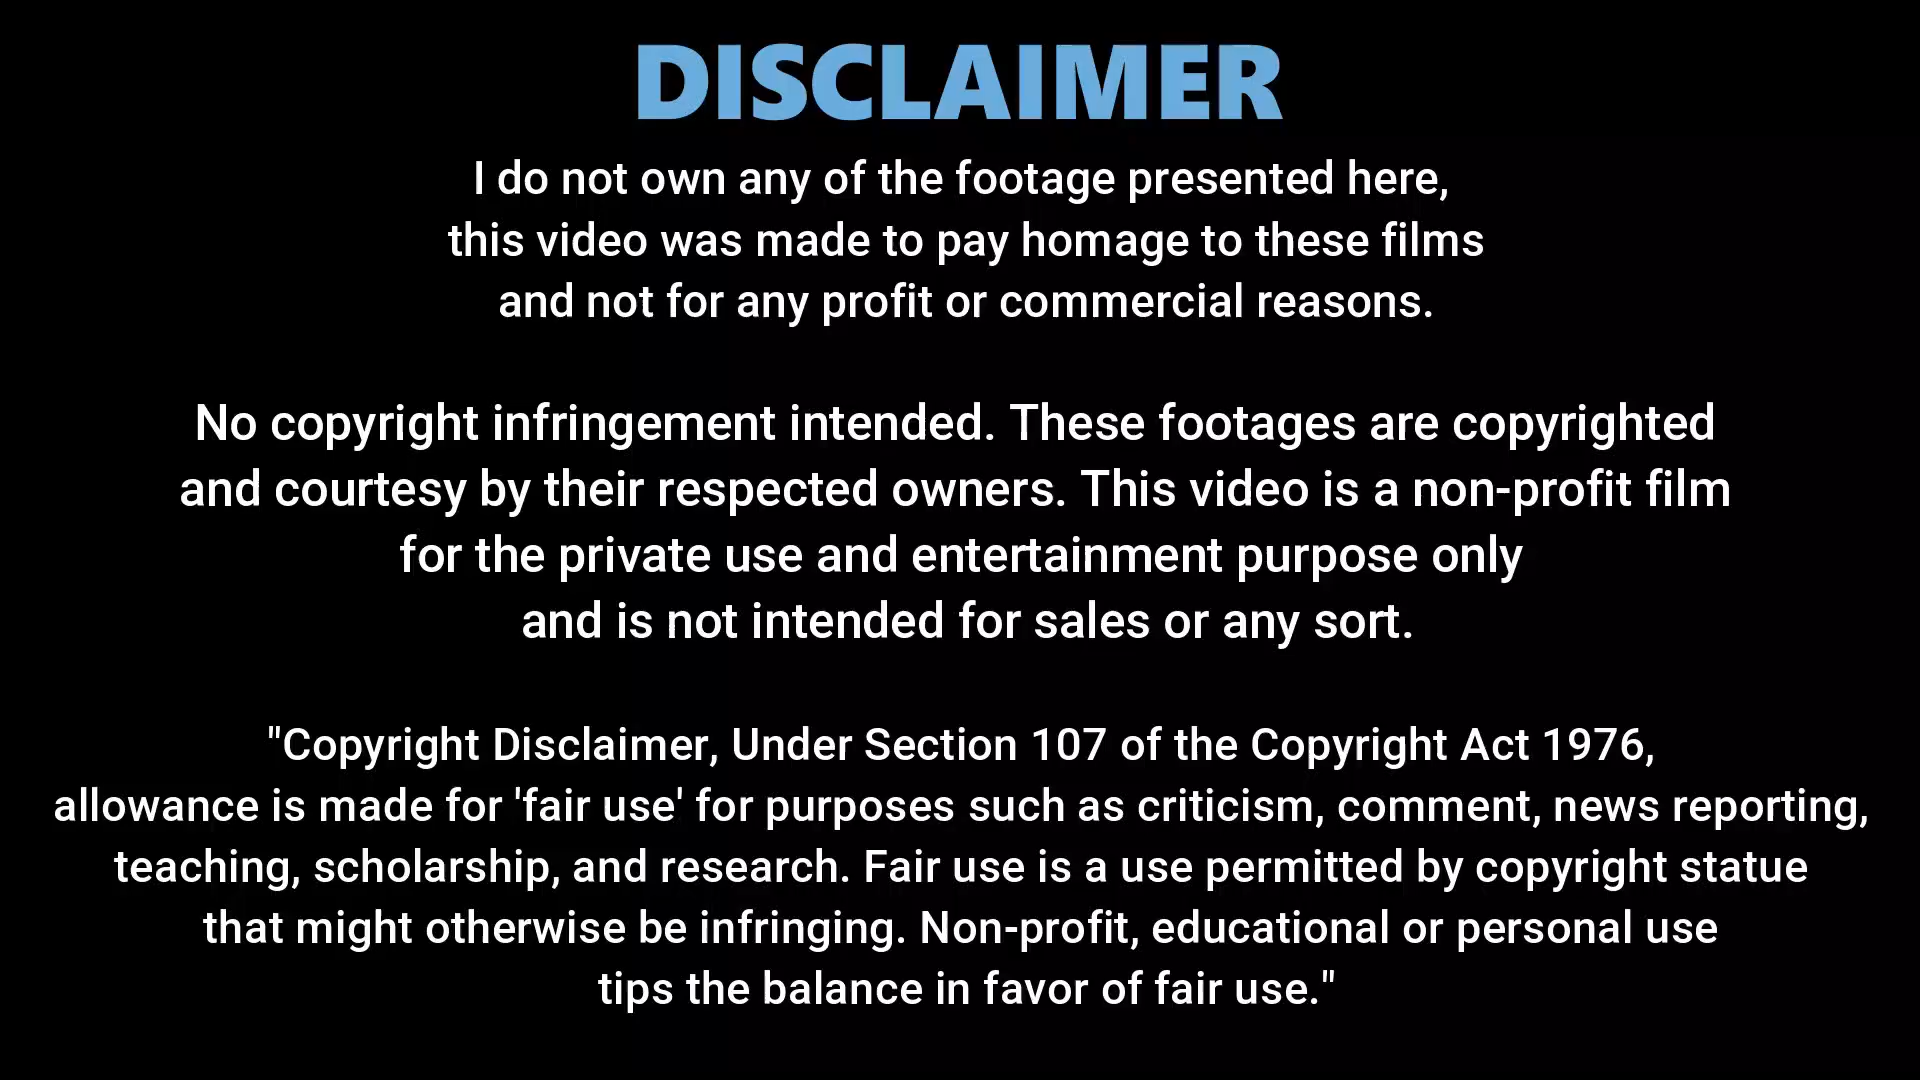 DISCLAIMER
I do not own any of the footage presented here,
this video was made to pay homage to these films
and not for any profit or commercial reasons.
No copyright infringement intended. These footages are copyrighted
and courtesy by their respected owners. This video is a non-profit film
for the private use and entertainment purpose only
and is not intended for sales or any sort.
"Copyright Disclaimer, Under Section 107 of the Copyright Act 1976,
allowance is made for 'fair use' for purposes such as criticism, comment, news reporting,
teaching, scholarship, and research. Fair use is a use permitted by copyright statue
that might otherwise be infringing. Non-profit, educational or personal use
tips the balance in favor of fair use."